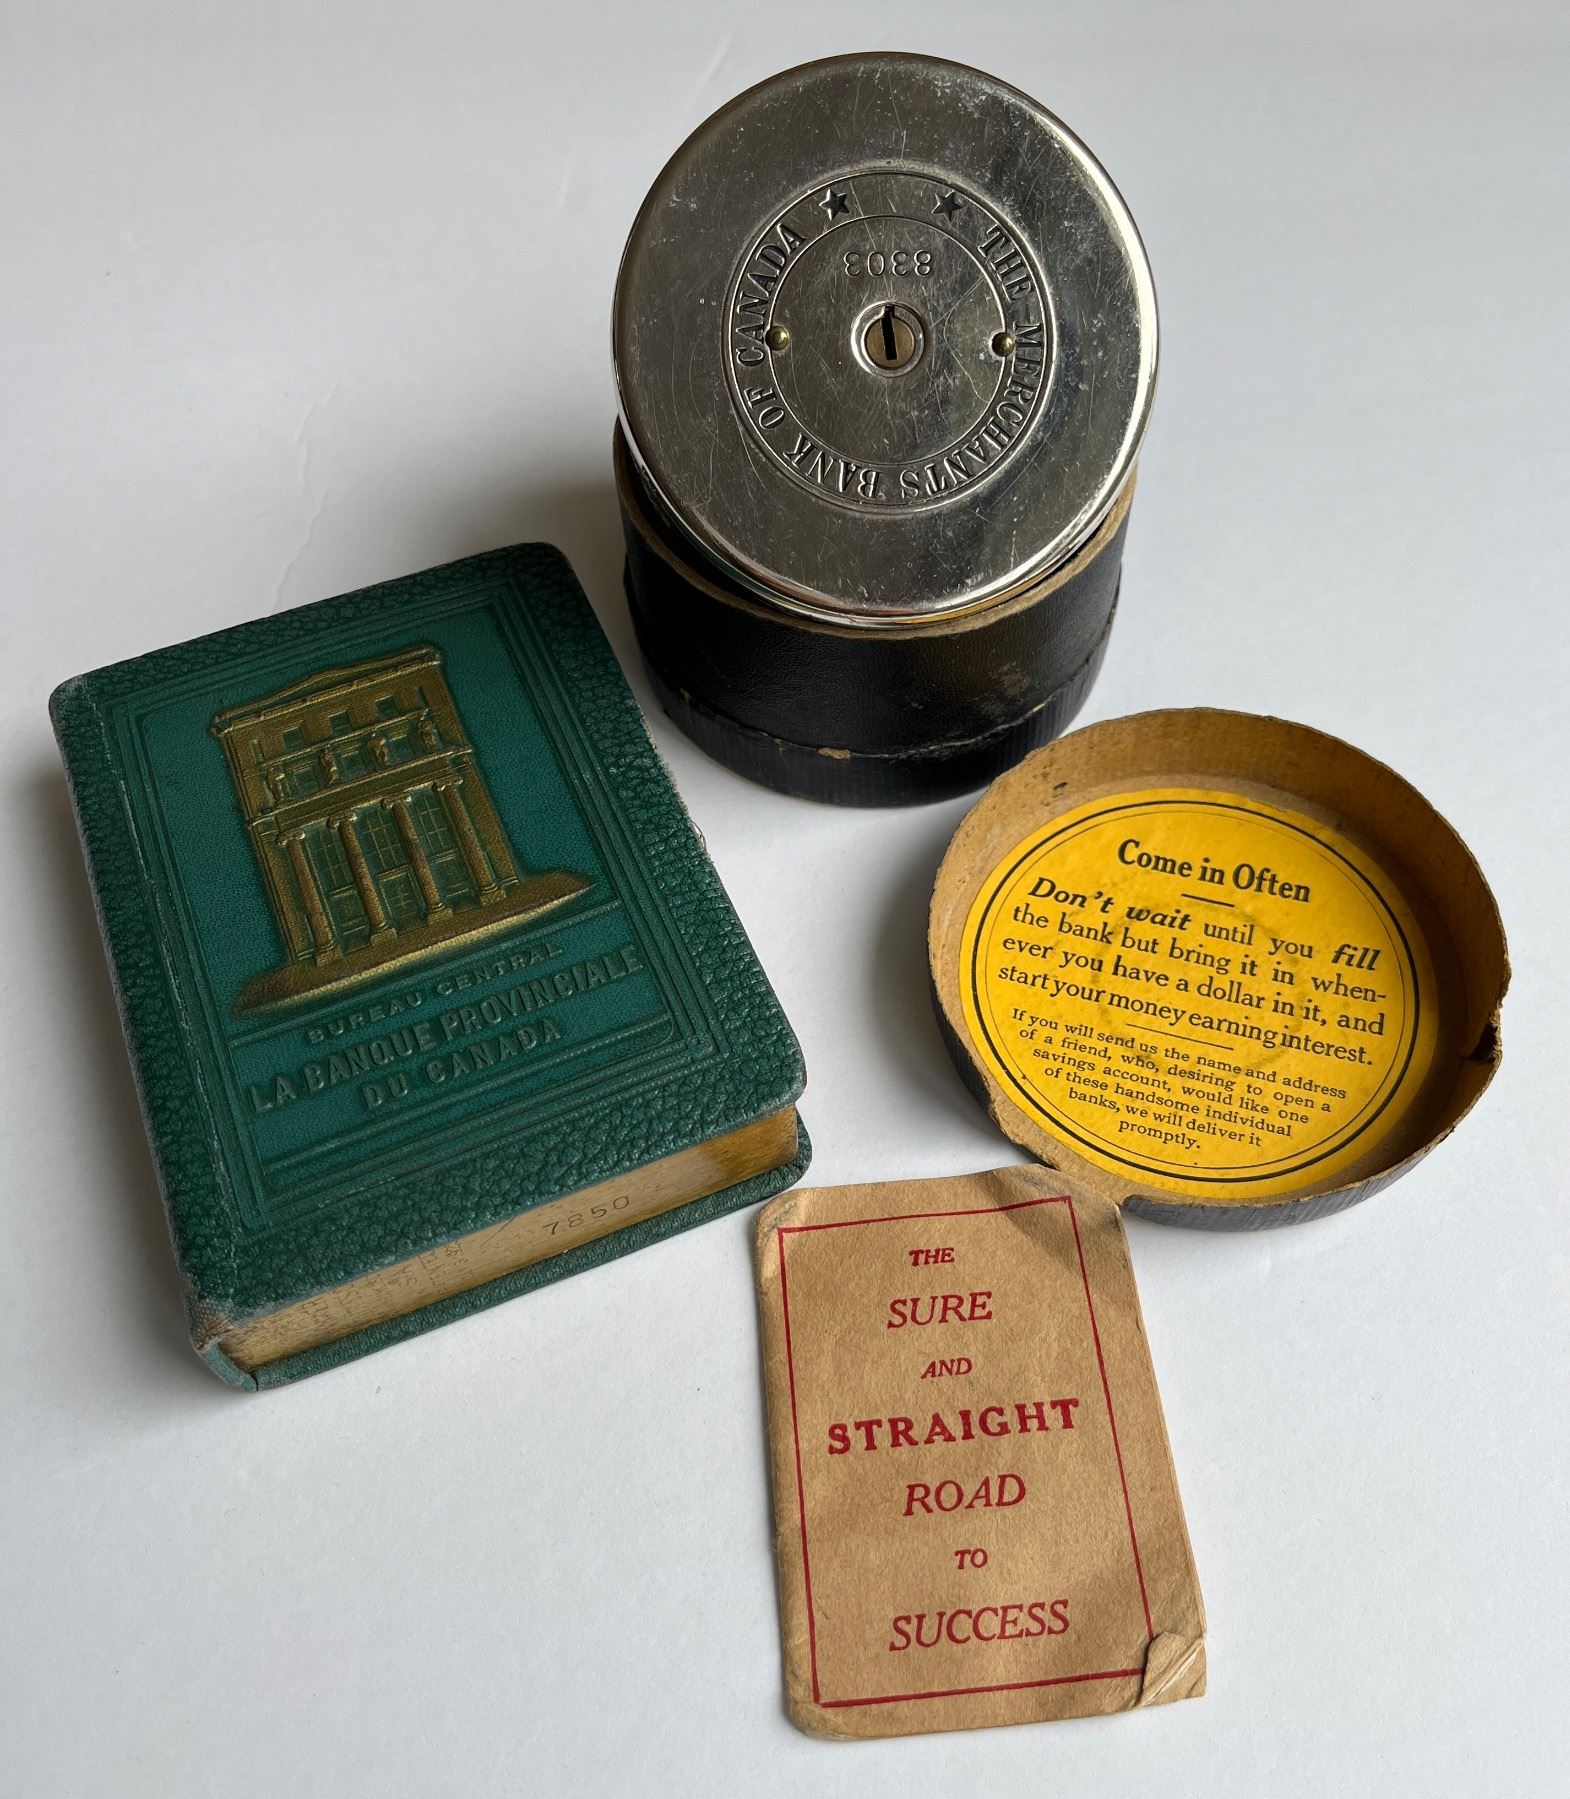 ★ THE MERCHANTS BANK OF CANADA ★
8303
BUREAU CENTRAL
LA BANQUE PROVINCIALE
DU CANADA
7850
Come in Often
Don't wait until you fill
the bank but bring it in when-
ever you have a dollar in it, and
start your money earning interest.
If you will send us the name and address
of a friend, who, desiring to open a
savings account, would like one
of these handsome individual
banks, we will deliver it
promptly.
THE
SURE
AND
STRAIGHT
ROAD
TO
SUCCESS